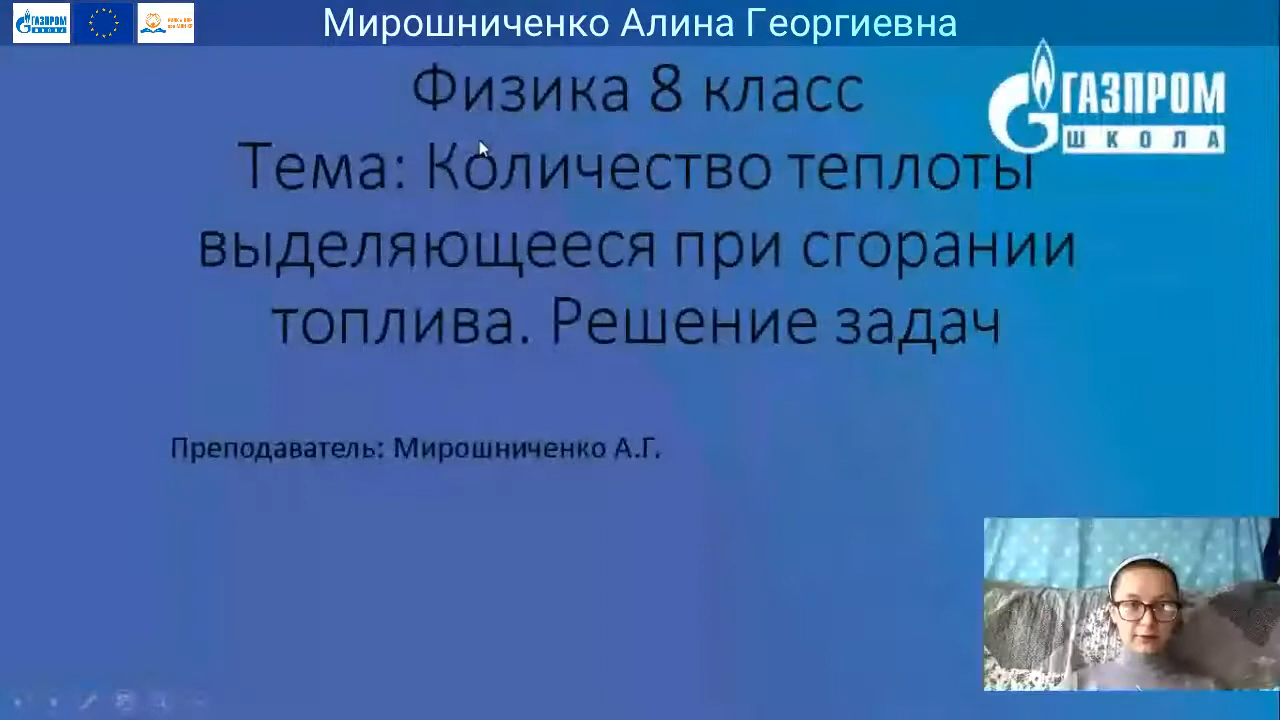 ГАЗПРОМ
ШКОЛА
Мирошниченко Алина Георгиевна
ГАЗПРОМ
ШКОЛА
Физика 8 класс
Тема: Количество теплоты
выделяющееся при сгорании
топлива. Решение задач
Преподаватель: Мирошниченко А.Г.